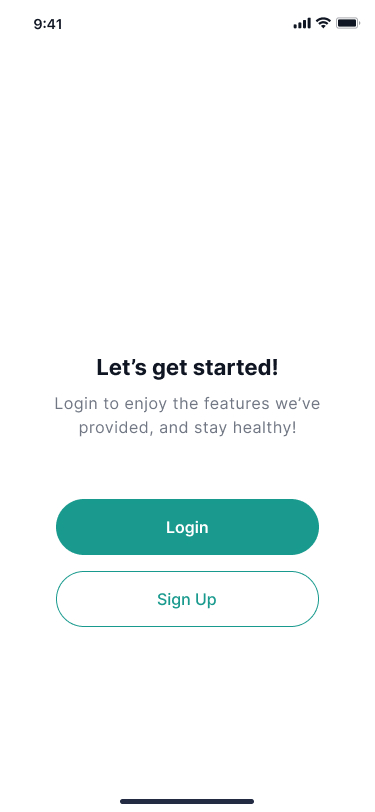 9:41
Let’s get started!
Login to enjoy the features we’ve
provided, and stay healthy!
Login
Sign Up